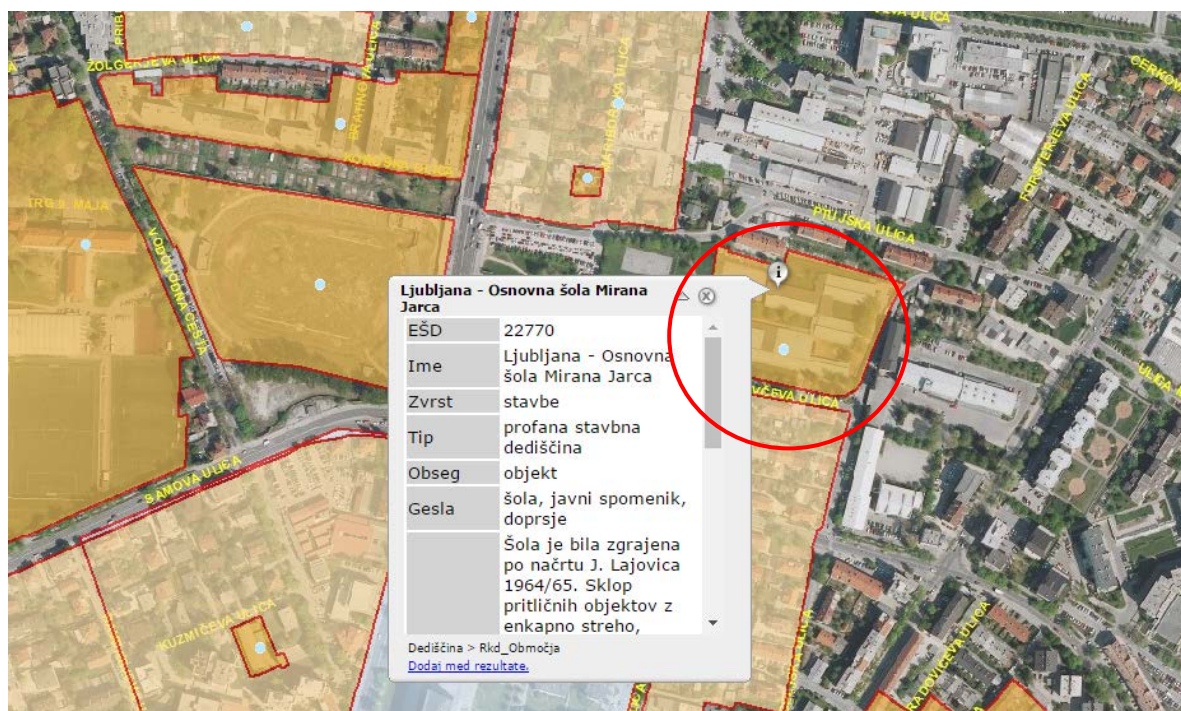 ŽOLGERJEVA ULICA
MARIBORSKA ULICA
CERKOV
FORSTERJEVA ULICA
TRG 9. MAJA
VODOVODNA CESTA
PTUJSKA ULICA
Ljubljana - Osnovna šola Mirana
Jarca
EŠD 22770
Ime Ljubljana - Osnovna
šola Mirana Jarca
Zvrst stavbe
Tip profana stavbna
dediščina
Obseg objekt
Gesla šola, javni spomenik,
doprsje
Šola je bila zgrajena
po načrtu J. Lajovica
1964/65. Sklop
pritličnih objektov z
enkapno streho,
Dediščina > Rkd_Območja
Dodaj med rezultate.
VČEVA ULICA
SAMOVA ULICA
KUZMIČEVA ULICA
RADOVIČEVA ULICA